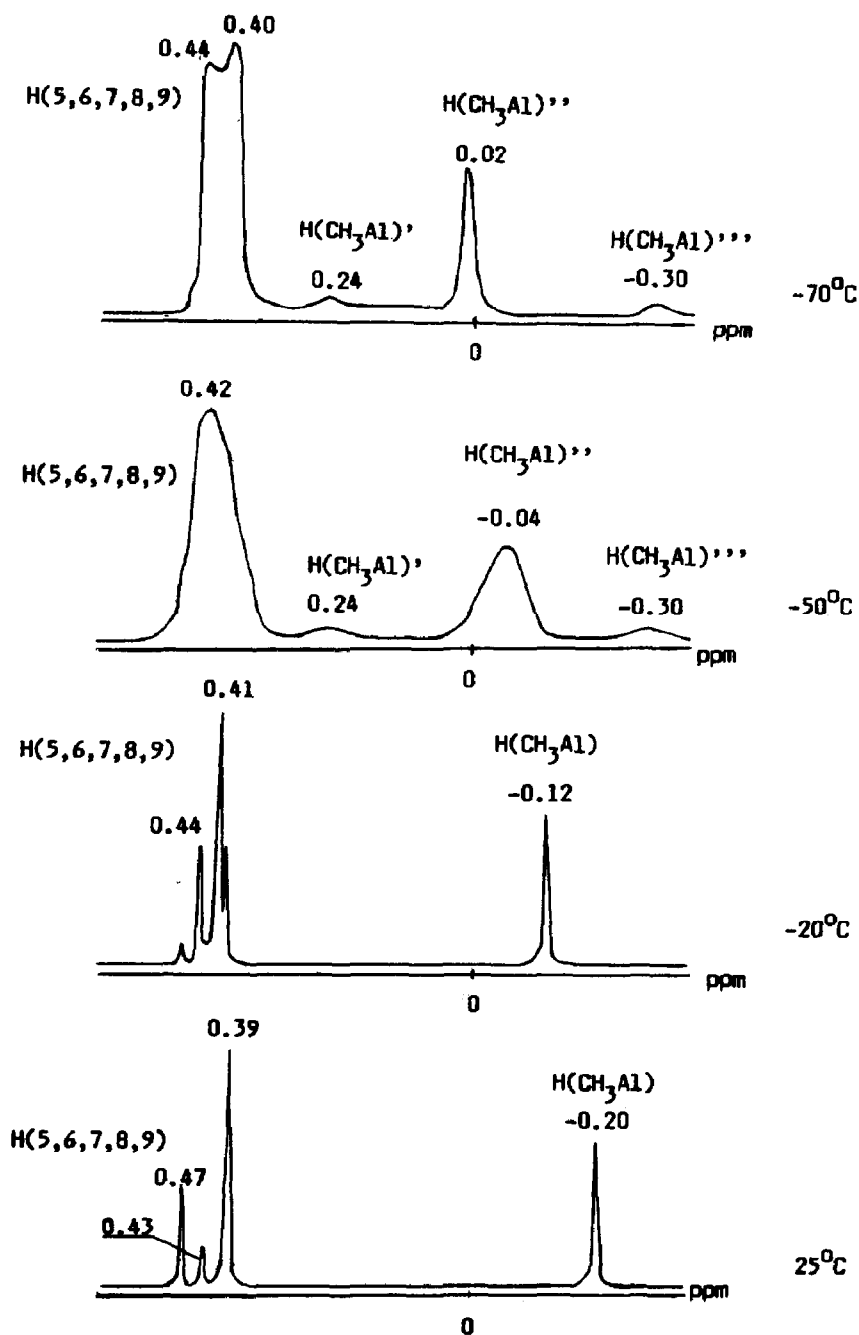 0.40
0.44
H(5,6,7,8,9)
H(CH3Al)''
0.02
H(CH3Al)'
0.24
H(CH3Al)'''
-0.30
-70°C
ppm
0
0.42
H(5,6,7,8,9)
H(CH3Al)''
-0.04
H(CH3Al)'
0.24
H(CH3Al)'''
-0.30
-50°C
ppm
0
0.41
H(5,6,7,8,9)
H(CH3Al)
-0.12
0.44
-20°C
ppm
0
0.39
H(CH3Al)
-0.20
H(5,6,7,8,9)
0.47
0.43
25°C
ppm
0